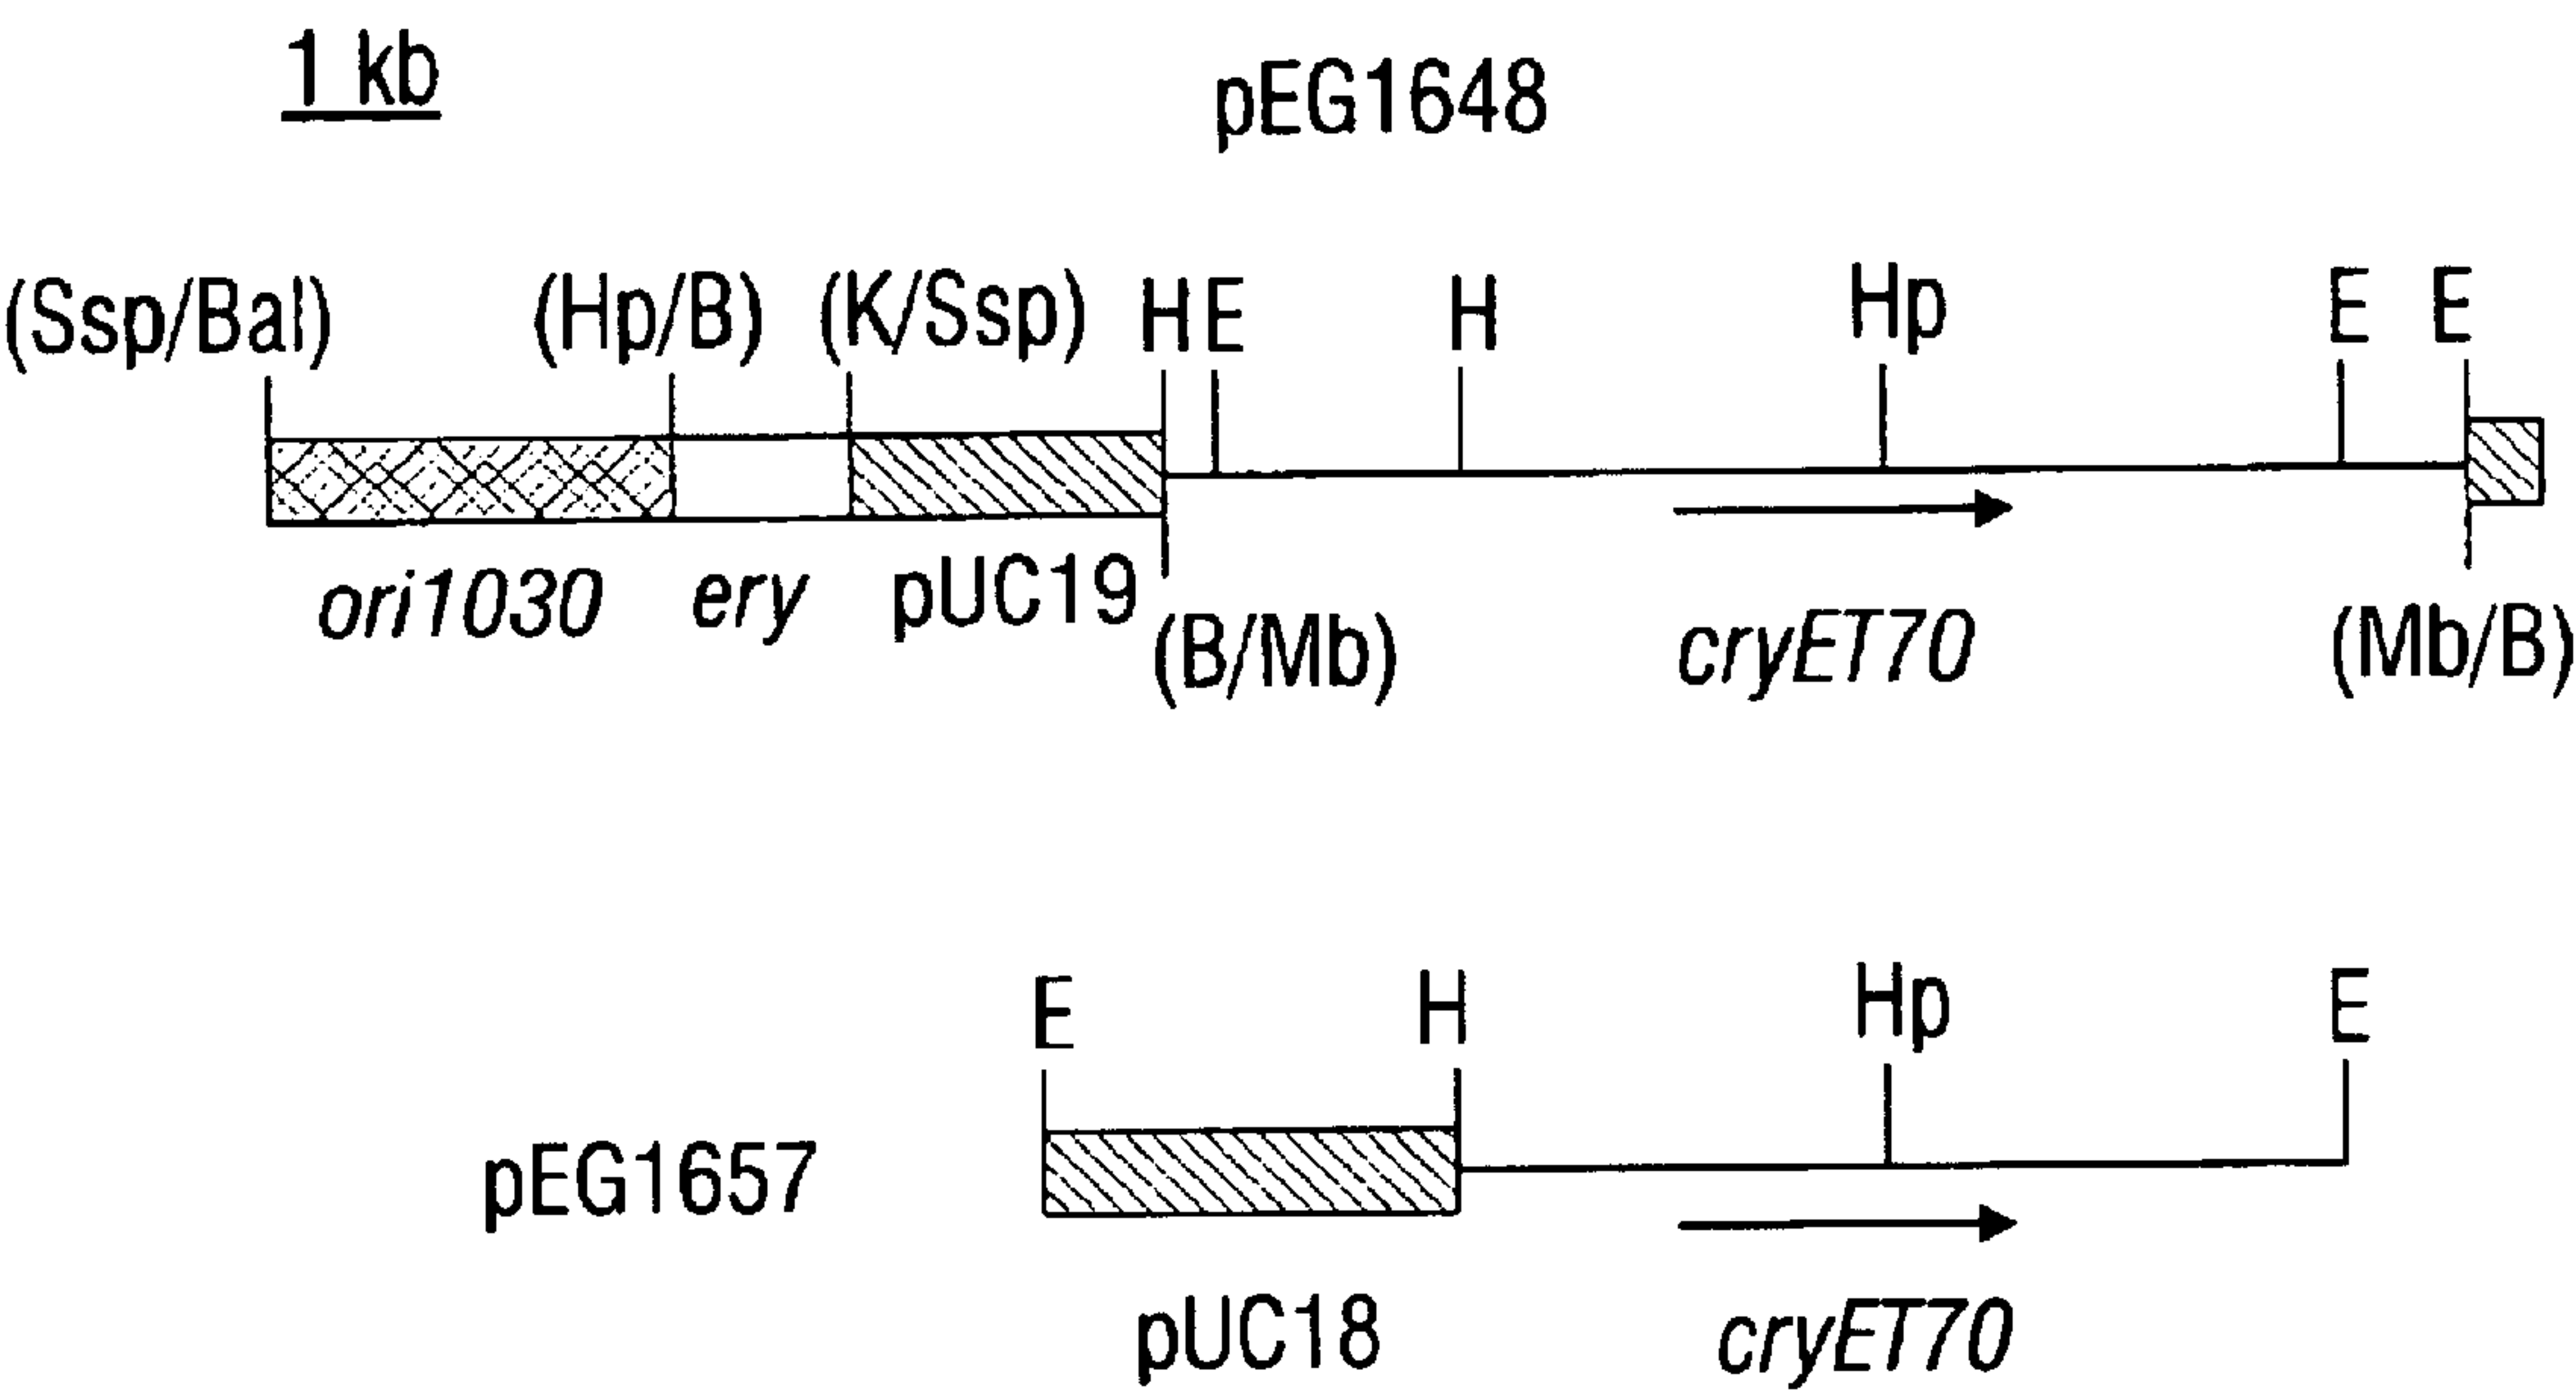 1 kb
pEG1648
(Ssp/Bal) (Hp/B) (K/Ssp) H E H Hp E E
ori1030 ery pUC19 (B/Mb) cryET70 (Mb/B)
E H Hp E
pEG1657
pUC18 cryET70